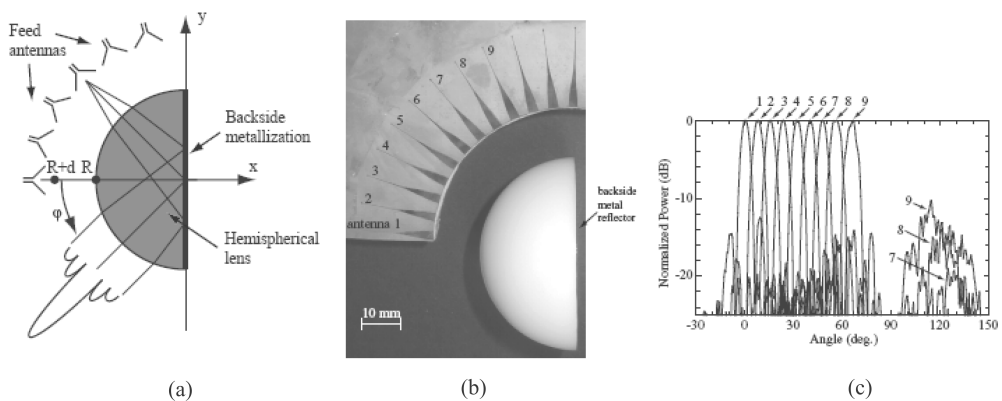 Feed
antennas
y
Backside
metallization
R+d R
x
φ
Hemispherical
lens
(a)
9
8
7
6
5
4
3
2
antenna 1
backside
metal
reflector
10 mm
(b)
1 2 3 4 5 6 7 8 9
0
-10
-20
Normalized Power (dB)
9
8
7
-30 0 30 60 90 120 150
Angle (deg.)
(c)